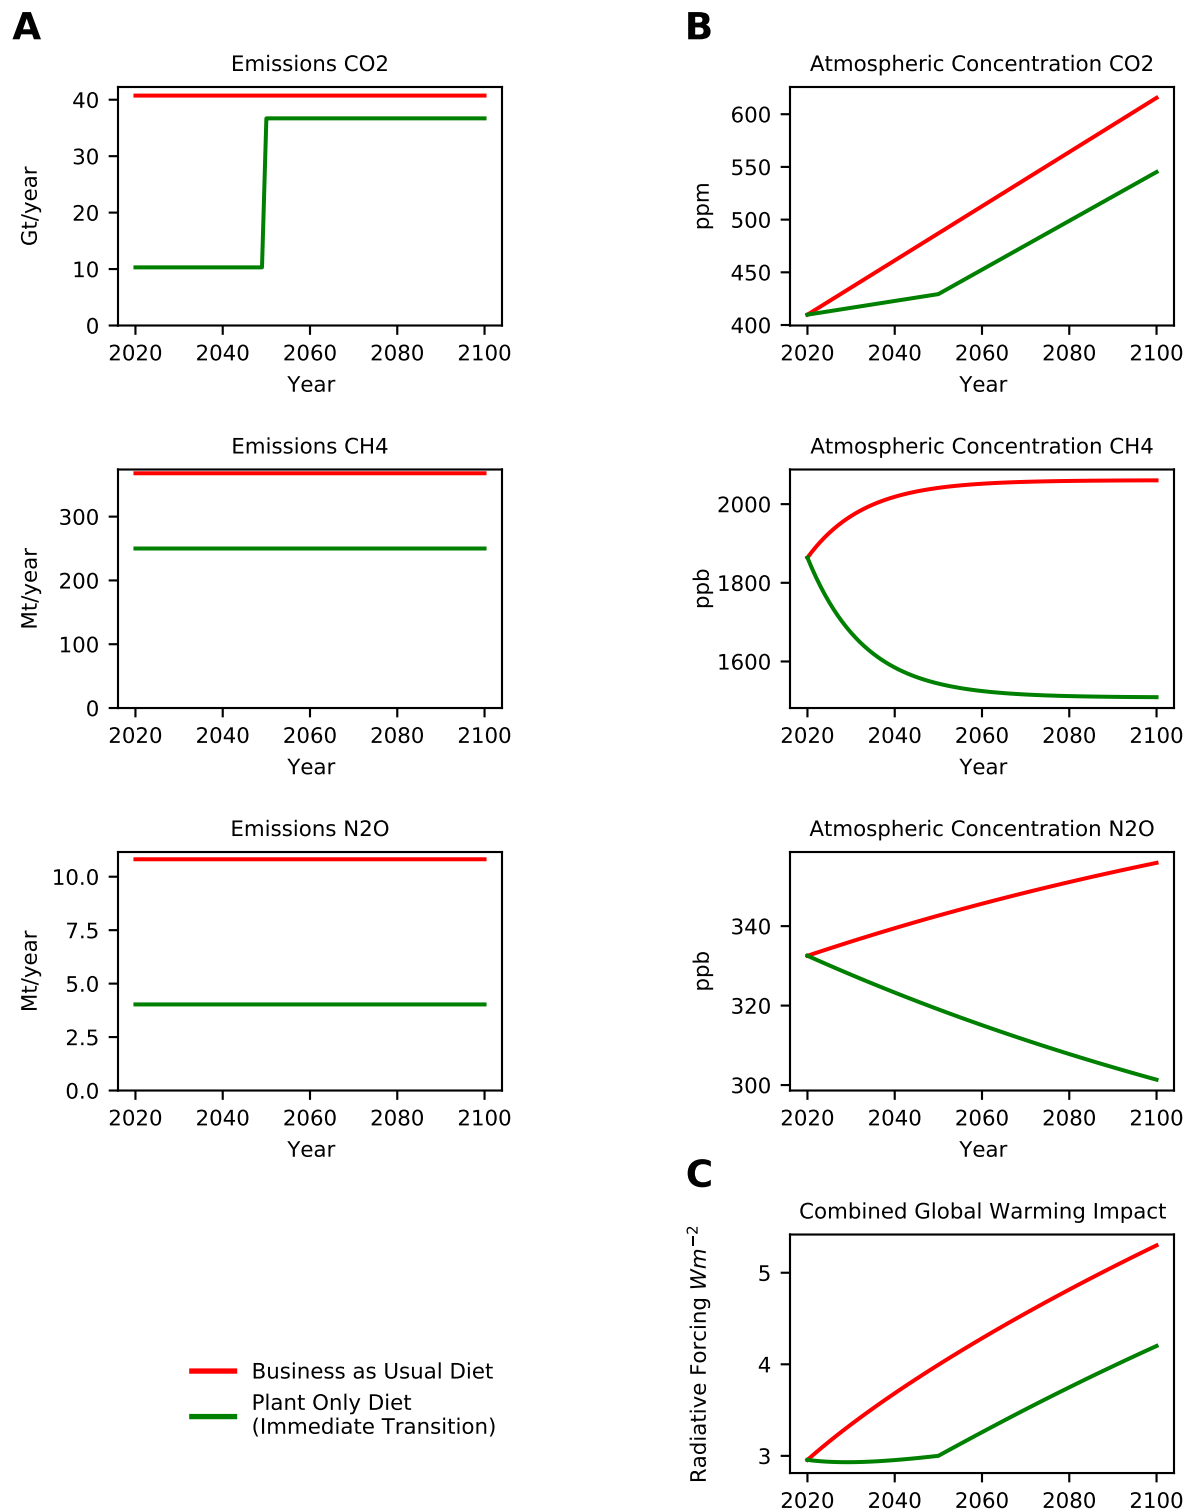 A
B
Emissions CO2
Gt/year
40
30
20
10
0
2020 2040 2060 2080 2100
Year
Atmospheric Concentration CO2
ppm
600
550
500
450
400
2020 2040 2060 2080 2100
Year
Emissions CH4
Mt/year
300
200
100
0
2020 2040 2060 2080 2100
Year
Atmospheric Concentration CH4
ppb
2000
1800
1600
2020 2040 2060 2080 2100
Year
Emissions N2O
Mt/year
10.0
7.5
5.0
2.5
0.0
2020 2040 2060 2080 2100
Year
Atmospheric Concentration N2O
ppb
340
320
300
2020 2040 2060 2080 2100
Year
C
Combined Global Warming Impact
Radiative Forcing Wm⁻²
5
4
3
2020 2040 2060 2080 2100
Business as Usual Diet
Plant Only Diet
(Immediate Transition)